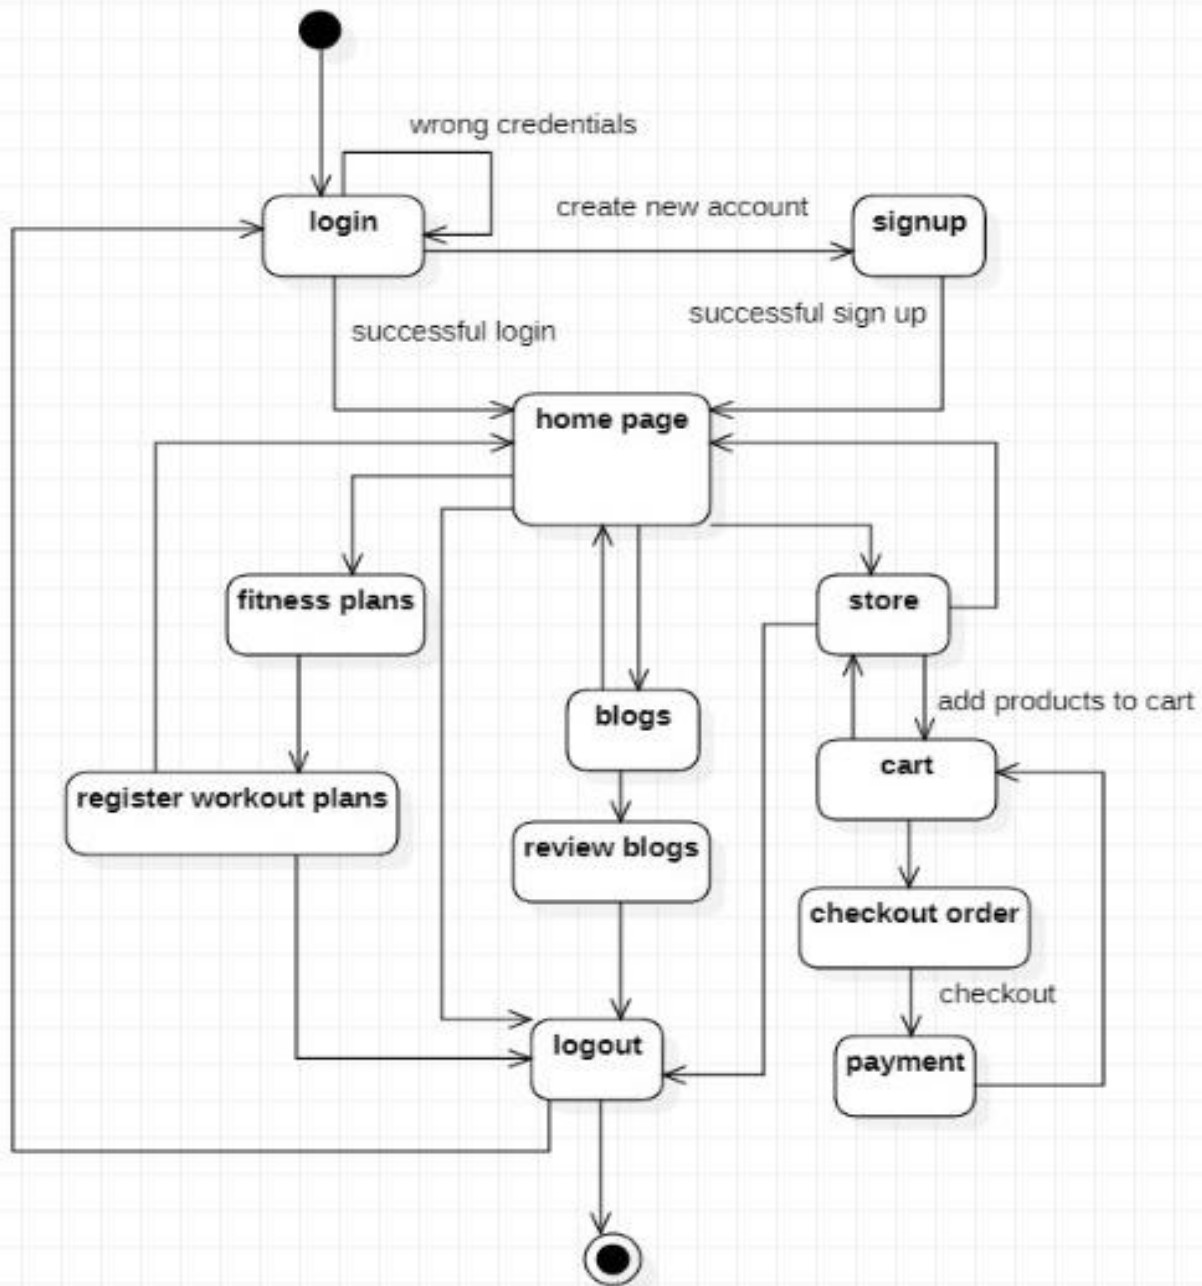 wrong credentials
login
create new account
signup
successful login
successful sign up
home page
fitness plans
store
blogs
add products to cart
cart
register workout plans
review blogs
checkout order
checkout
logout
payment